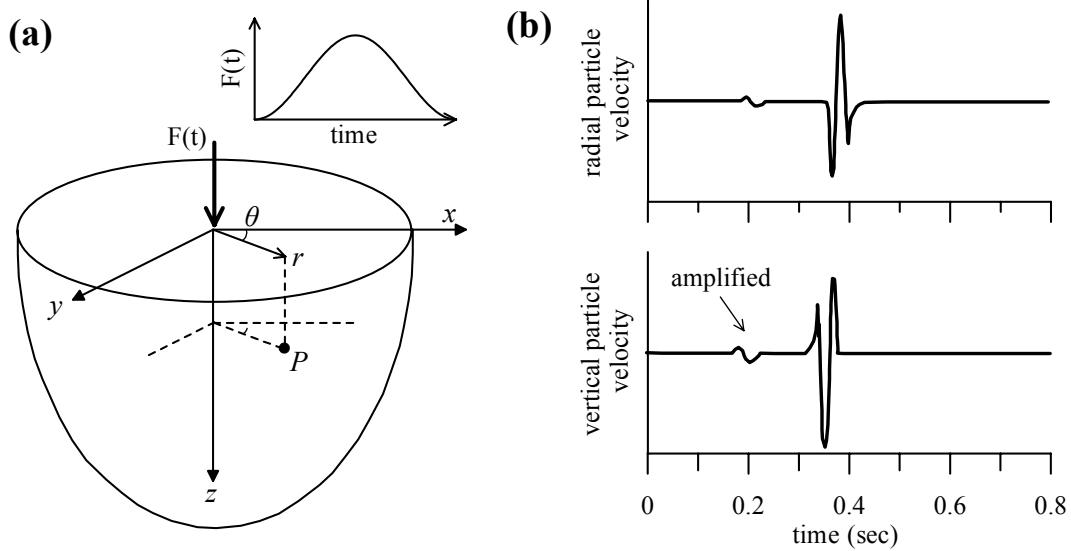 (a)
F(t)
time
F(t)
θ
x
r
y
P
z
(b)
radial particle
velocity
amplified
vertical particle
velocity
0 0.2 0.4 0.6 0.8
time (sec)